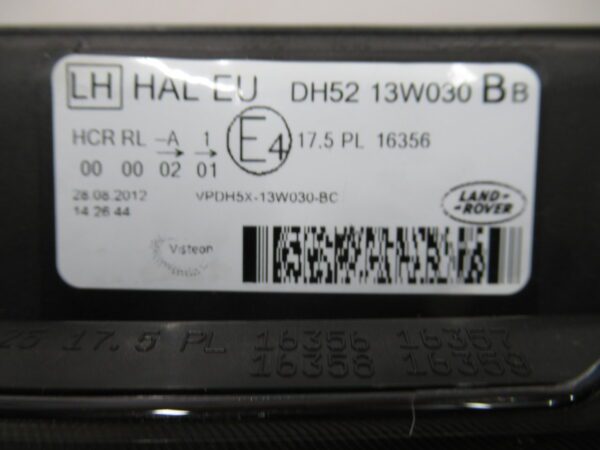 LH HAL EU DH52 13W030 B B
HCR RL A 1 E4 17.5 PL 16356
00 00 02 01
28.08.2012 VPDH5X-13W030-BC
14:26:44
LAND-
ROVER
Visteon
25 17.5 PL 16356 16357
16358 16359